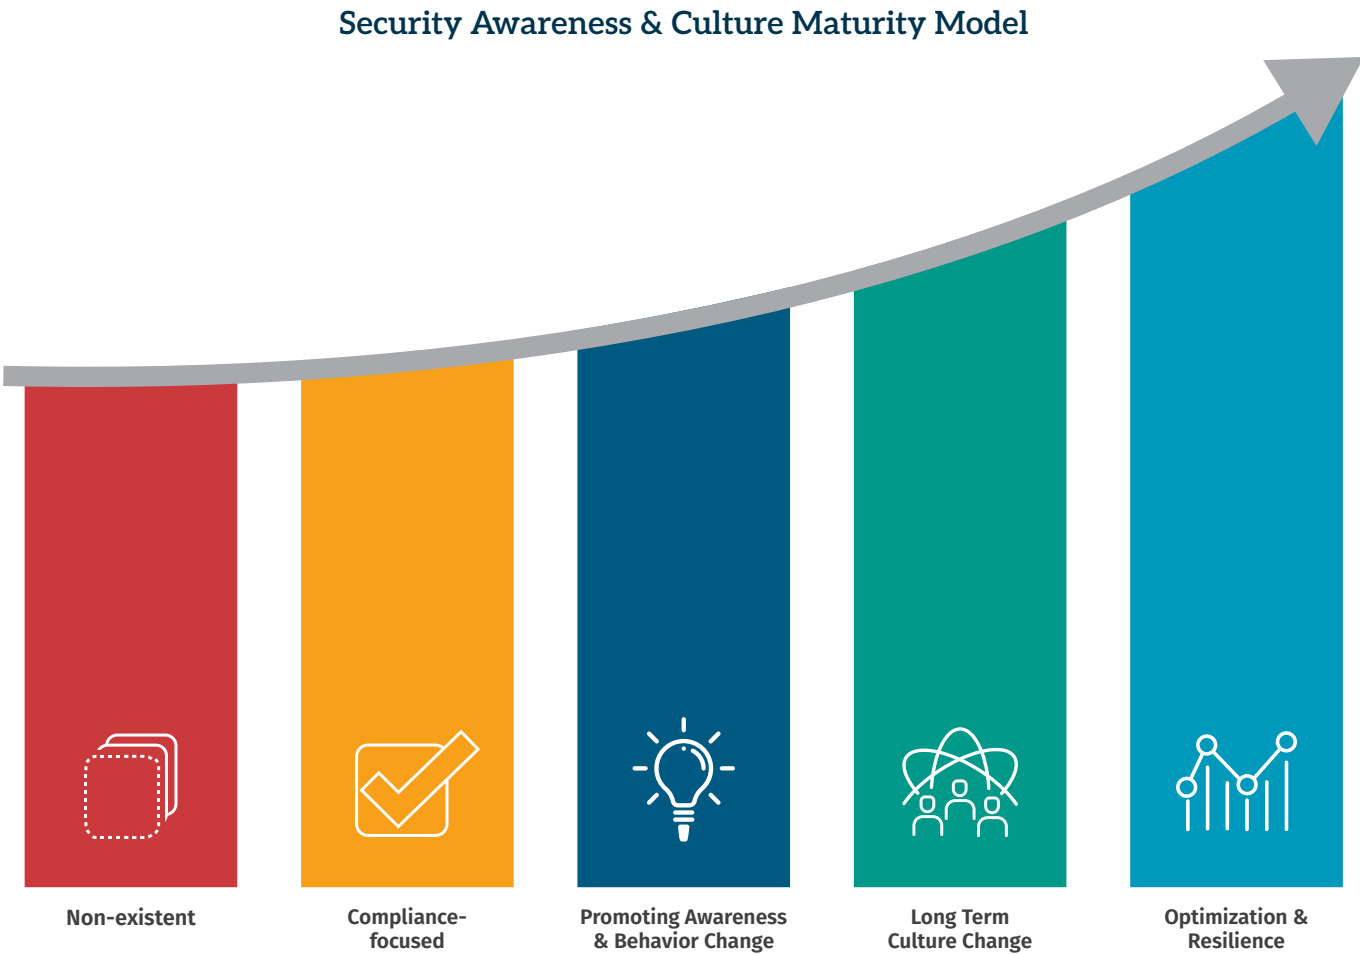 Security Awareness & Culture Maturity Model
Non-existent
Compliance-
focused
Promoting Awareness
& Behavior Change
Long Term
Culture Change
Optimization &
Resilience